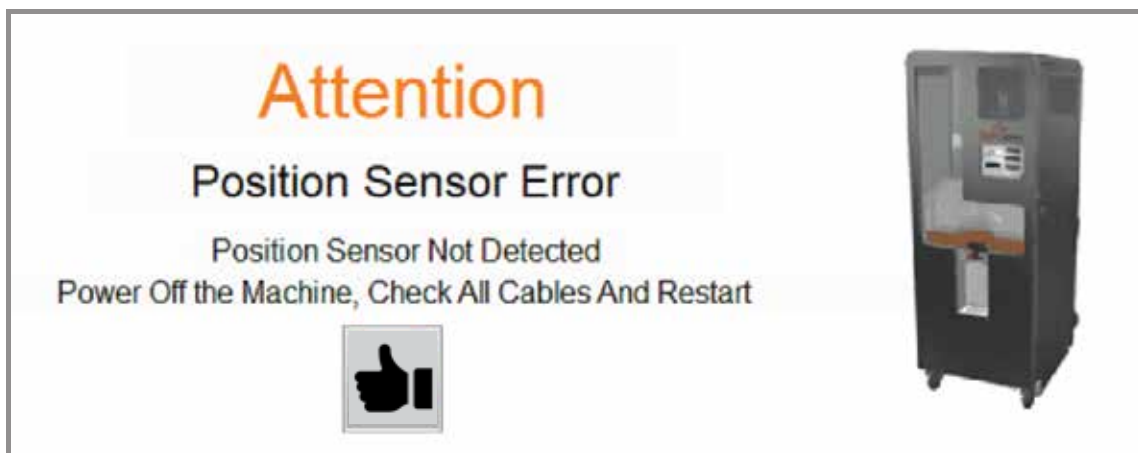 Attention
Position Sensor Error
Position Sensor Not Detected
Power Off the Machine, Check All Cables And Restart